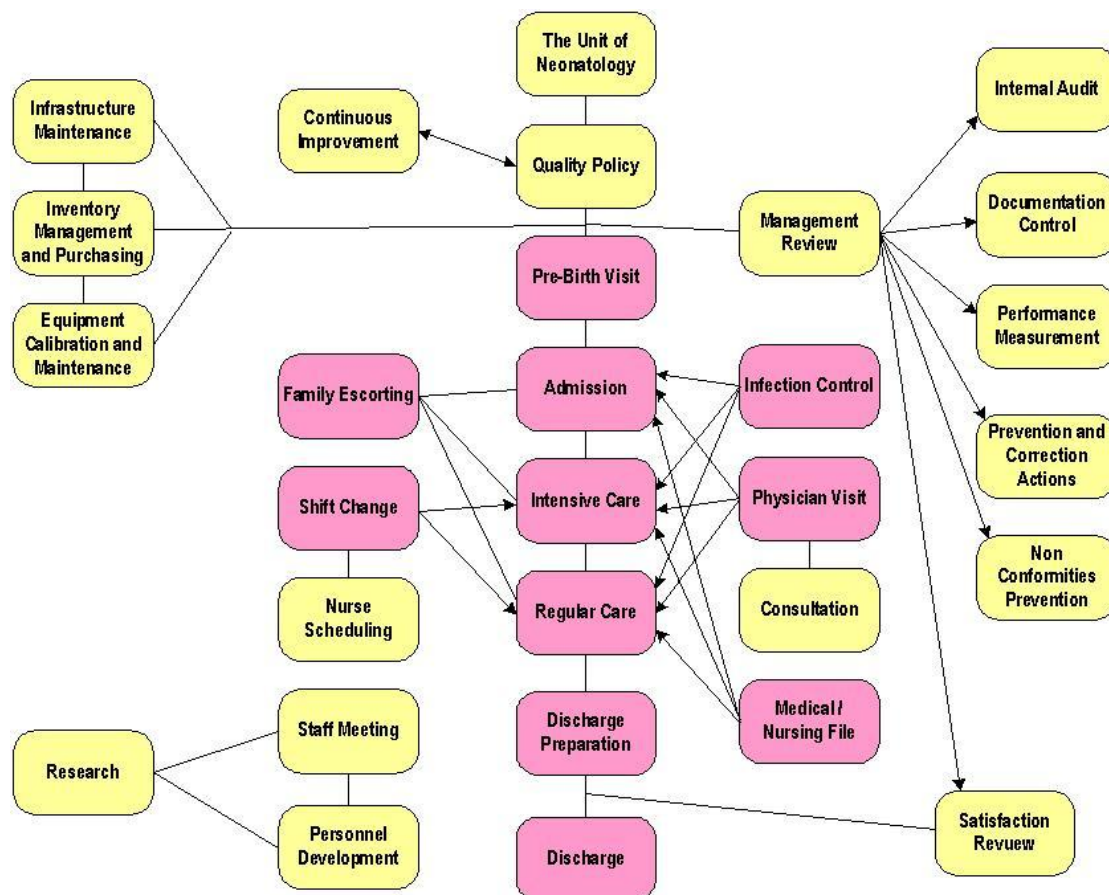 The Unit of
Neonatology
Internal Audit
Infrastructure
Maintenance
Continuous
Improvement
Quality Policy
Inventory
Management
and Purchasing
Management
Review
Documentation
Control
Pre-Birth Visit
Equipment
Calibration and
Maintenance
Performance
Measurement
Family Escorting
Admission
Infection Control
Prevention and
Correction
Actions
Shift Change
Intensive Care
Physician Visit
Non
Conformities
Prevention
Nurse
Scheduling
Regular Care
Consultation
Staff Meeting
Discharge
Preparation
Medical /
Nursing File
Research
Personnel
Development
Discharge
Satisfaction
Revuew